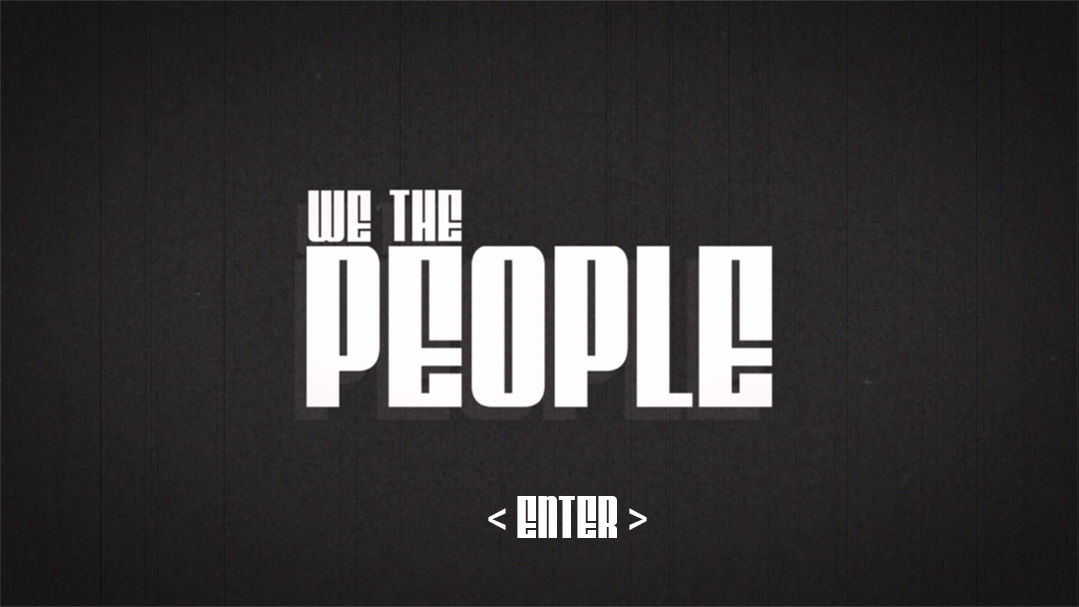 WE THE
PEOPLE
< ENTER >